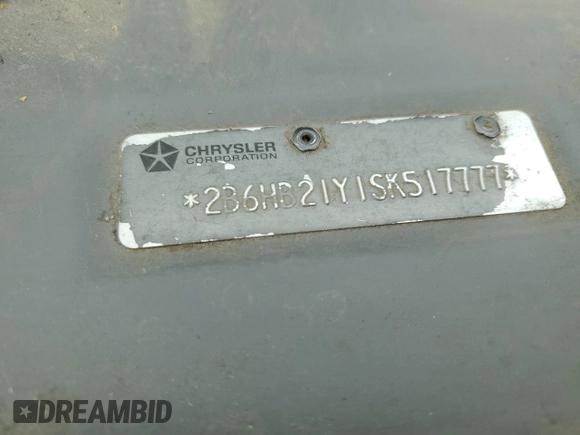 CHRYSLER
CORPORATION
*2B6HB21Y1SK517777*
DREAMBID